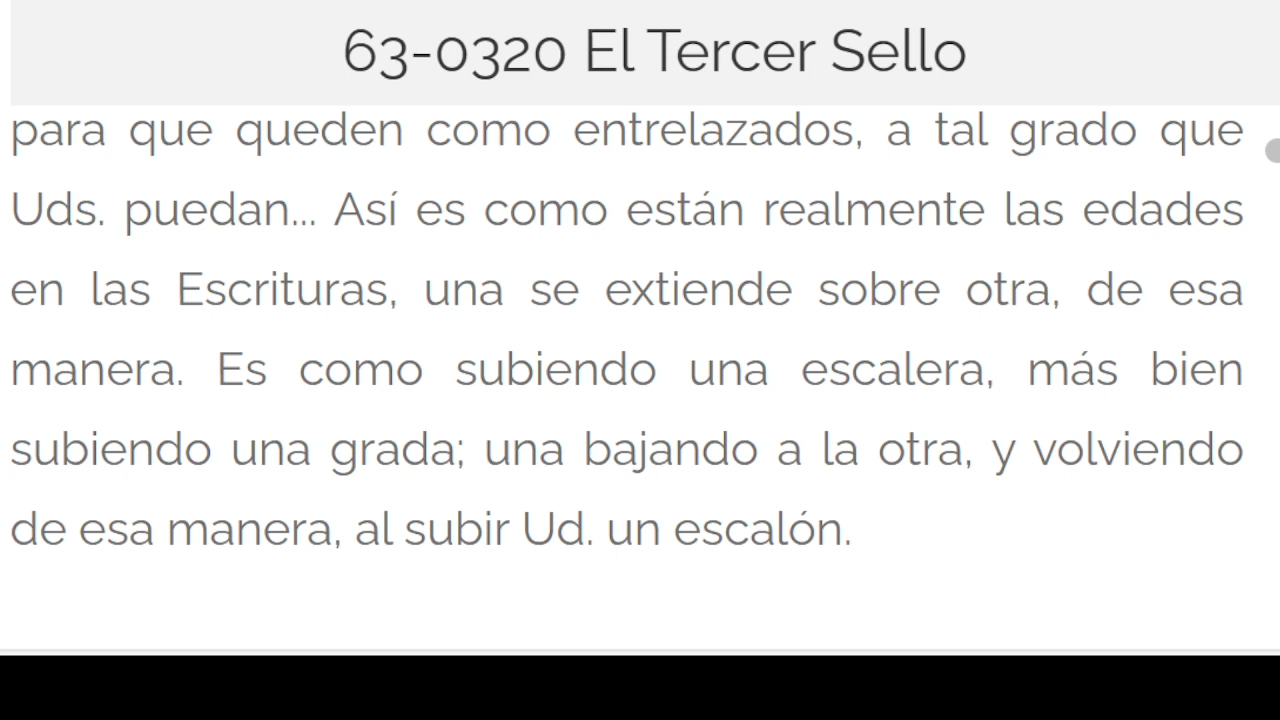 63-0320 El Tercer Sello
para que queden como entrelazados, a tal grado que
Uds. puedan... Así es como están realmente las edades
en las Escrituras, una se extiende sobre otra, de esa
manera. Es como subiendo una escalera, más bien
subiendo una grada; una bajando a la otra, y volviendo
de esa manera, al subir Ud. un escalón.